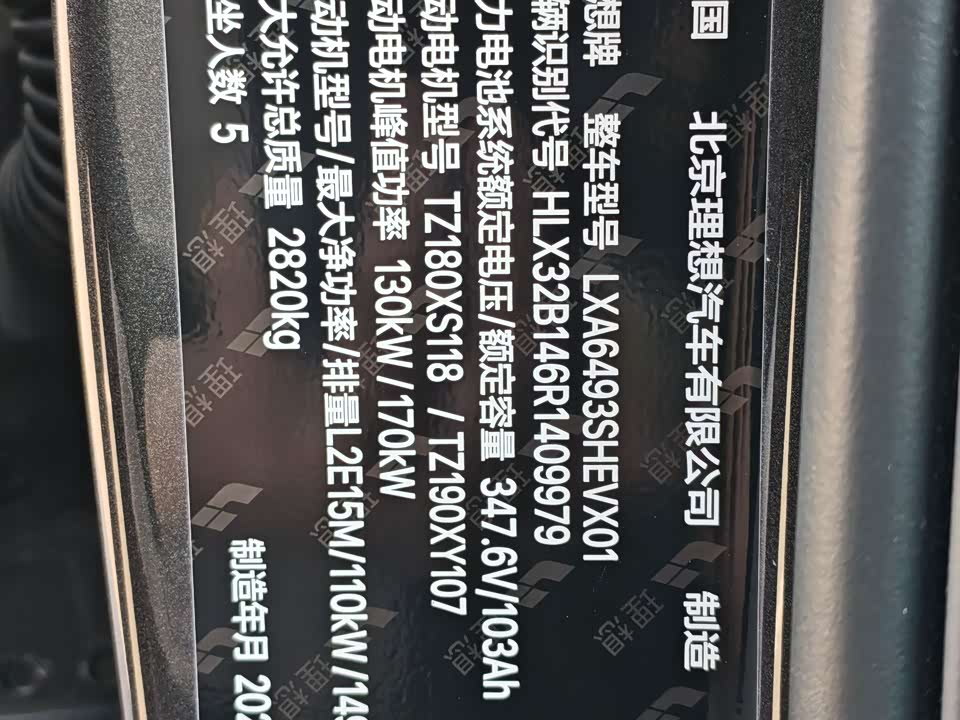 国 北京理想汽车有限公司 制造
想牌 整车型号 LXA6493SHEVX01
辆识别代号 HLX32B146R1409979
力电池系统额定电压/额定容量 347.6V/103Ah
动电机型号 TZ180XS118 /TZ190XY107
动电机峰值功率 130kW/170kW
动机型号/最大净功率/排量L2E15M/110kW/149
大允许总质量 2820kg
坐人数 5 制造年月 202